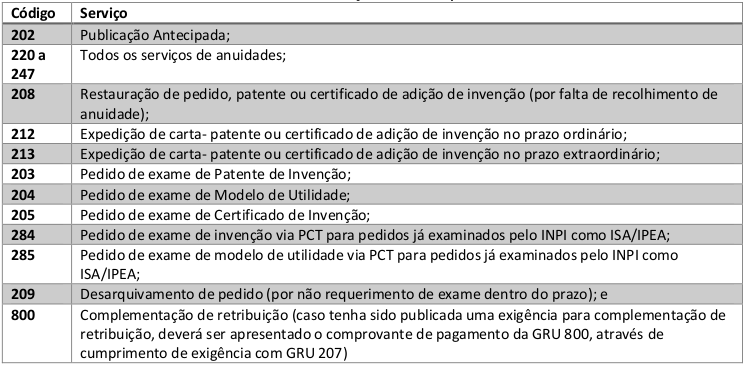 Código Serviço
202 Publicação Antecipada;
220 a Todos os serviços de anuidades;
247
208 Restauração de pedido, patente ou certificado de adição de invenção (por falta de recolhimento de
anuidade);
212 Expedição de carta- patente ou certificado de adição de invenção no prazo ordinário;
213 Expedição de carta- patente ou certificado de adição de invenção no prazo extraordinário;
203 Pedido de exame de Patente de Invenção;
204 Pedido de exame de Modelo de Utilidade;
205 Pedido de exame de Certificado de Invenção;
284 Pedido de exame de invenção via PCT para pedidos já examinados pelo INPI como ISA/IPEA;
285 Pedido de exame de modelo de utilidade via PCT para pedidos já examinados pelo INPI como
ISA/IPEA;
209 Desarquivamento de pedido (por não requerimento de exame dentro do prazo); e
800 Complementação de retribuição (caso tenha sido publicada uma exigência para complementação de
retribuição, deverá ser apresentado o comprovante de pagamento da GRU 800, através de
cumprimento de exigência com GRU 207)